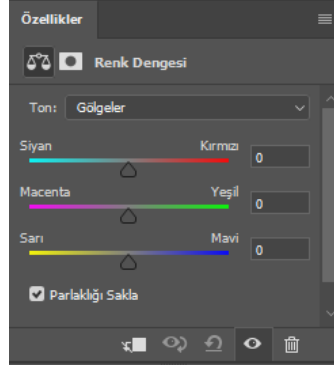 Özellikler
Renk Dengesi
Ton: Gölgeler
Siyan Kırmızı 0
Macenta Yeşil 0
Sarı Mavi 0
Parlaklığı Sakla